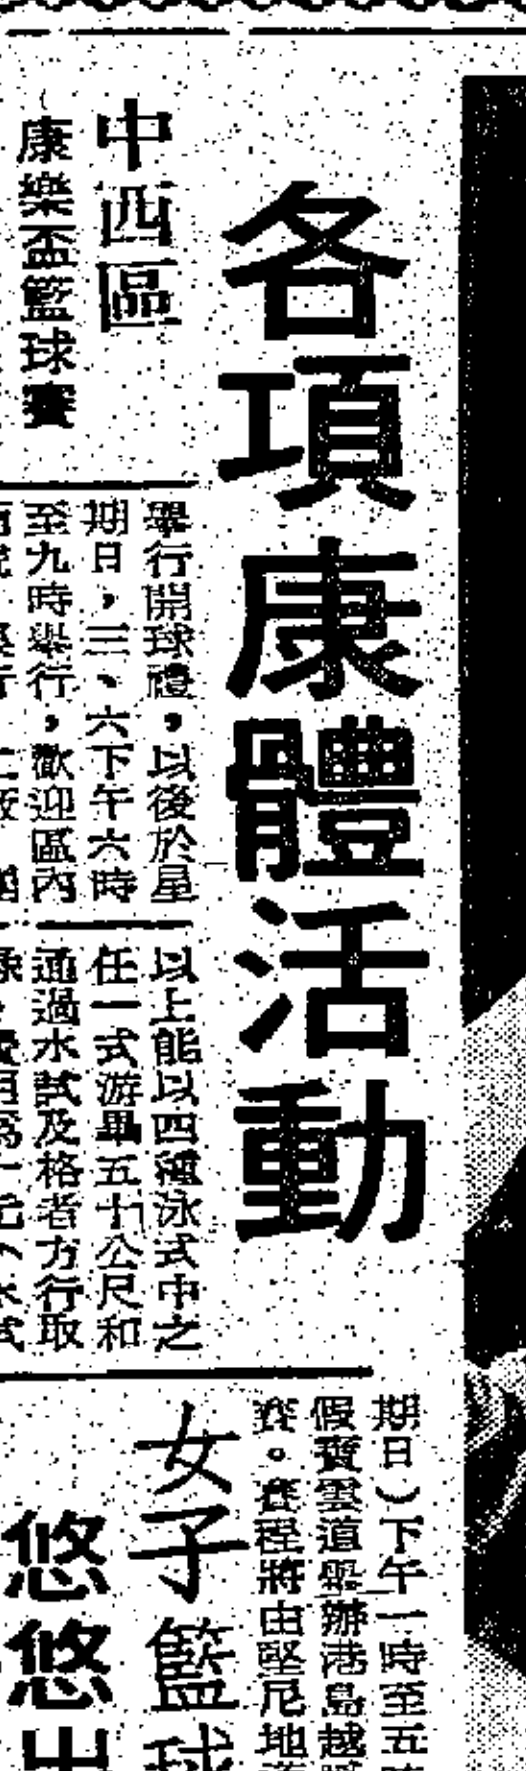 各項康體活動
中西區
康樂盃籃球賽
舉行開球禮，以後於星
期日，三、六下午六時
至九時舉行，歡迎區內
以上能以四種泳式中之
任一式游畢五十公尺和
通過水試及格者方行取
期日）下午一時至五
假寶雲道舉辦港島越
賽。賽程將由堅尼地
女子籃球
悠悠出